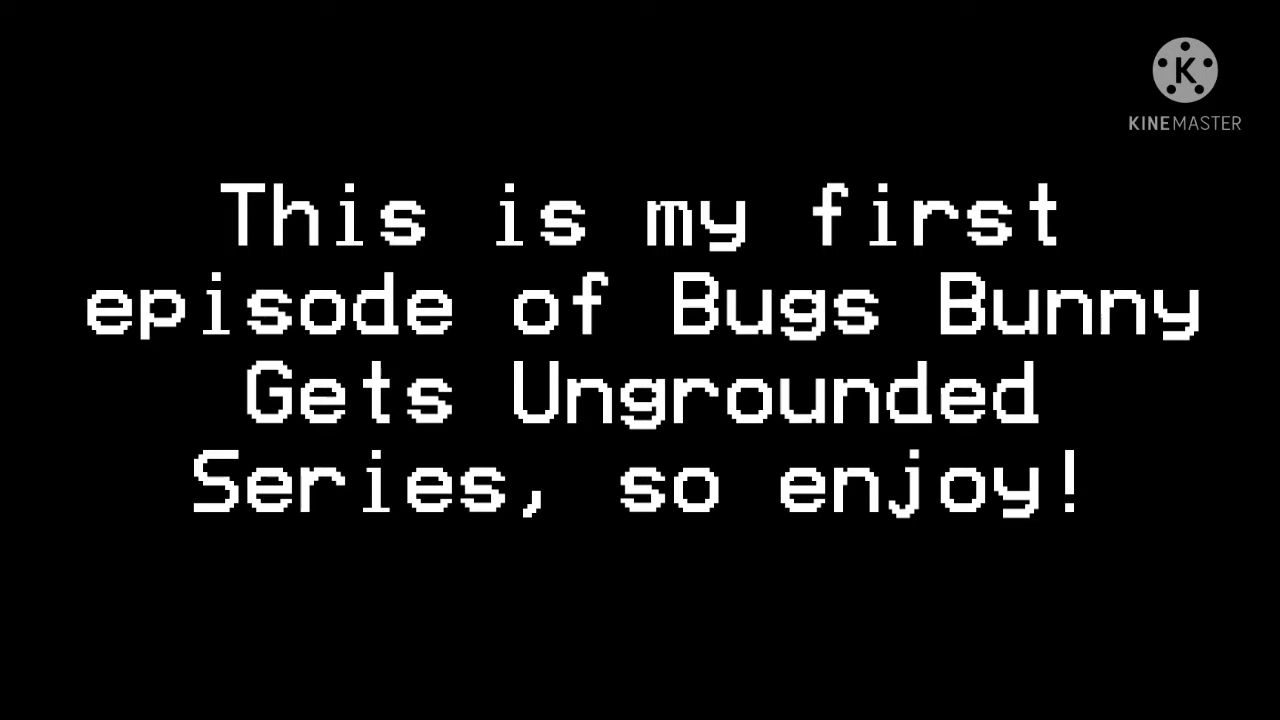 K
KINEMASTER
This is my first
episode of Bugs Bunny
Gets Ungrounded
Series, so enjoy!